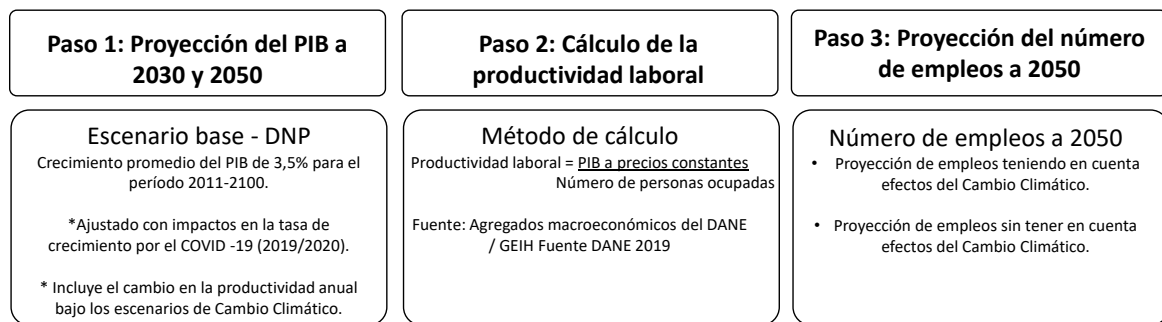 Paso 1: Proyección del PIB a
2030 y 2050
Escenario base - DNP
Crecimiento promedio del PIB de 3,5% para el
período 2011-2100.
*Ajustado con impactos en la tasa de
crecimiento por el COVID -19 (2019/2020).
* Incluye el cambio en la productividad anual
bajo los escenarios de Cambio Climático.
Paso 2: Cálculo de la
productividad laboral
Método de cálculo
Productividad laboral = PIB a precios constantes
Número de personas ocupadas
Fuente: Agregados macroeconómicos del DANE
/ GEIH Fuente DANE 2019
Paso 3: Proyección del número
de empleos a 2050
Número de empleos a 2050
• Proyección de empleos teniendo en cuenta
efectos del Cambio Climático.
• Proyección de empleos sin tener en cuenta
efectos del Cambio Climático.